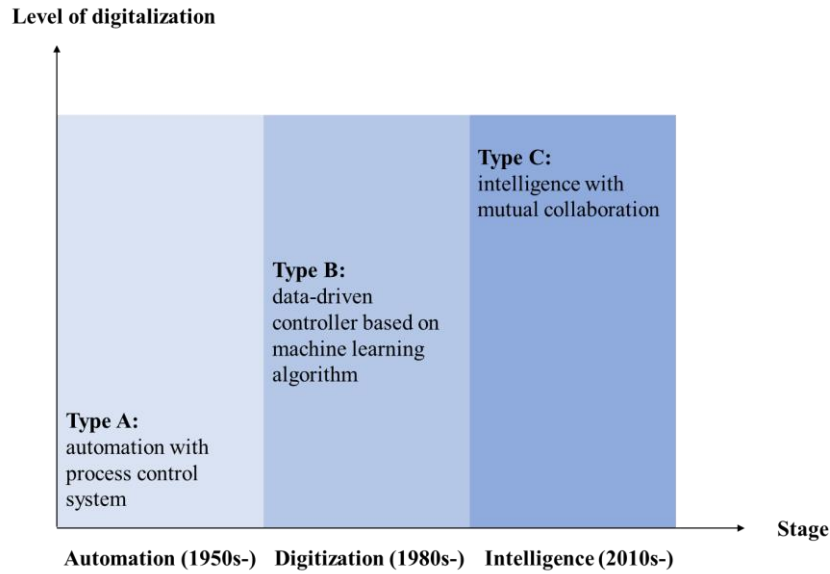 Level of digitalization
Type C:
intelligence with
mutual collaboration
Type B:
data-driven
controller based on
machine learning
algorithm
Type A:
automation with
process control
system
Stage
Automation (1950s-) Digitization (1980s-) Intelligence (2010s-)